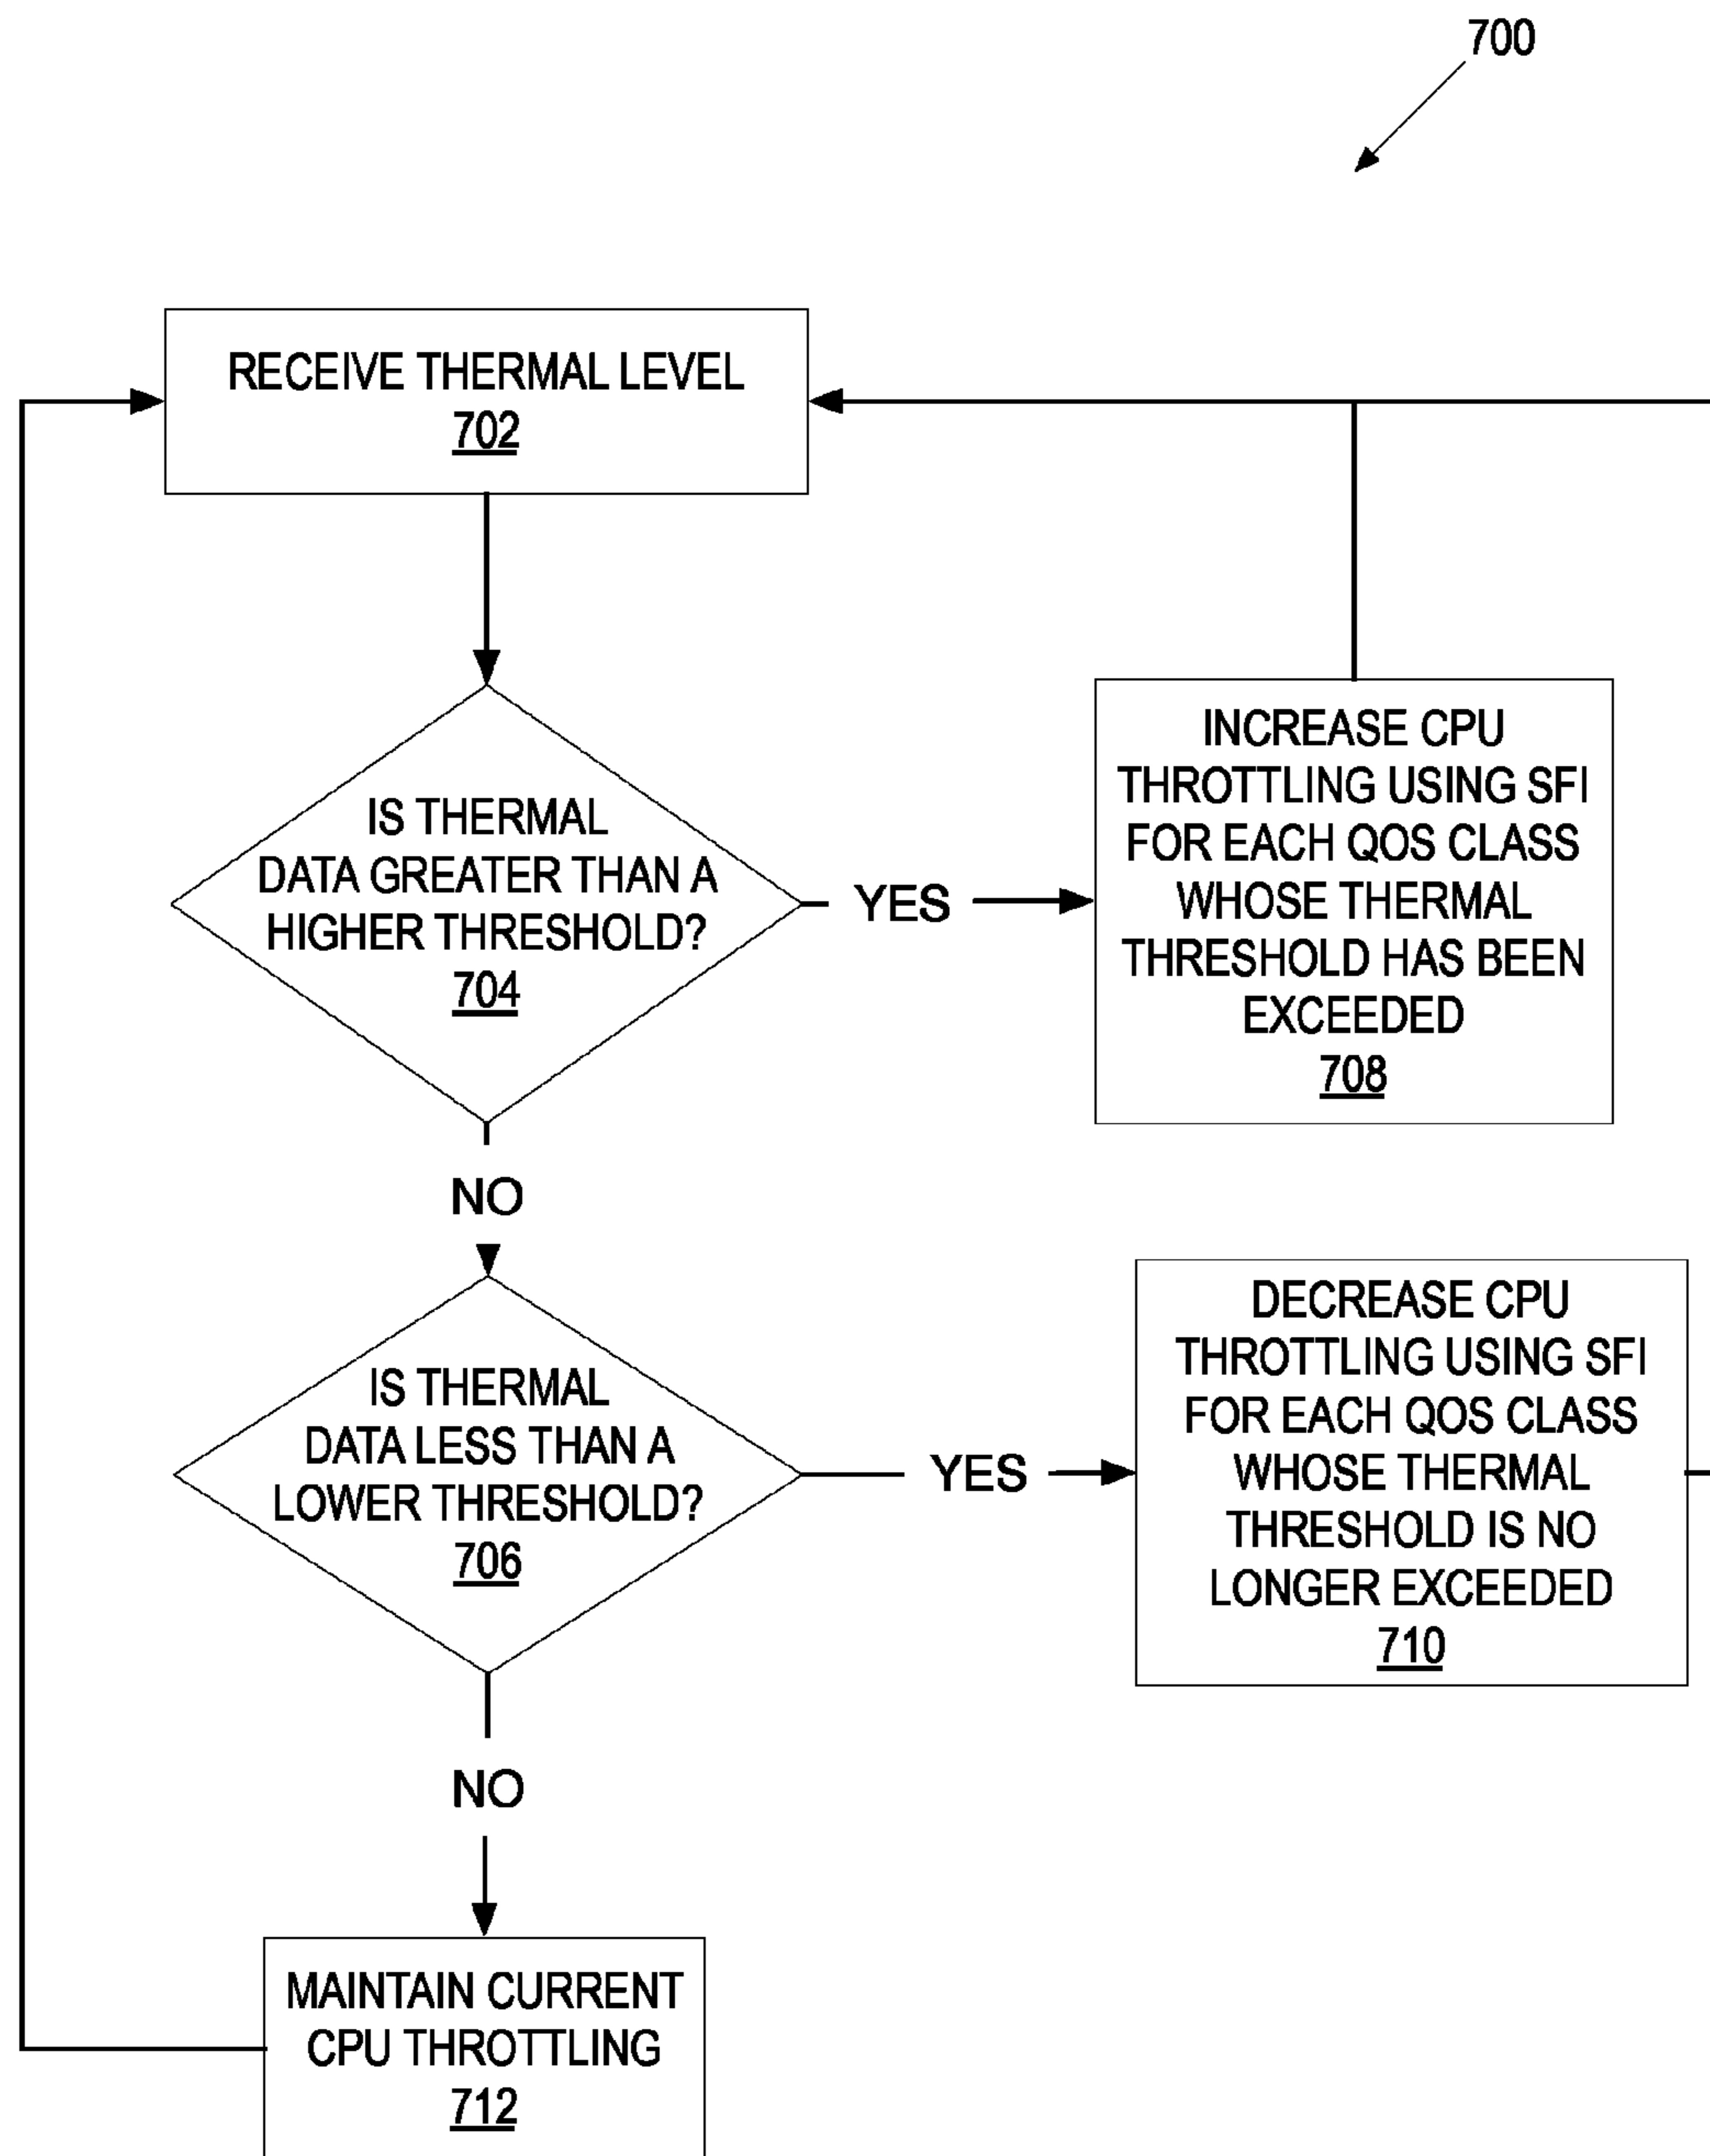 700
RECEIVE THERMAL LEVEL
702
IS THERMAL
DATA GREATER THAN A
HIGHER THRESHOLD?
704
YES
INCREASE CPU
THROTTLING USING SFI
FOR EACH QOS CLASS
WHOSE THERMAL
THRESHOLD HAS BEEN
EXCEEDED
708
NO
IS THERMAL
DATA LESS THAN A
LOWER THRESHOLD?
706
YES
DECREASE CPU
THROTTLING USING SFI
FOR EACH QOS CLASS
WHOSE THERMAL
THRESHOLD IS NO
LONGER EXCEEDED
710
NO
MAINTAIN CURRENT
CPU THROTTLING
712